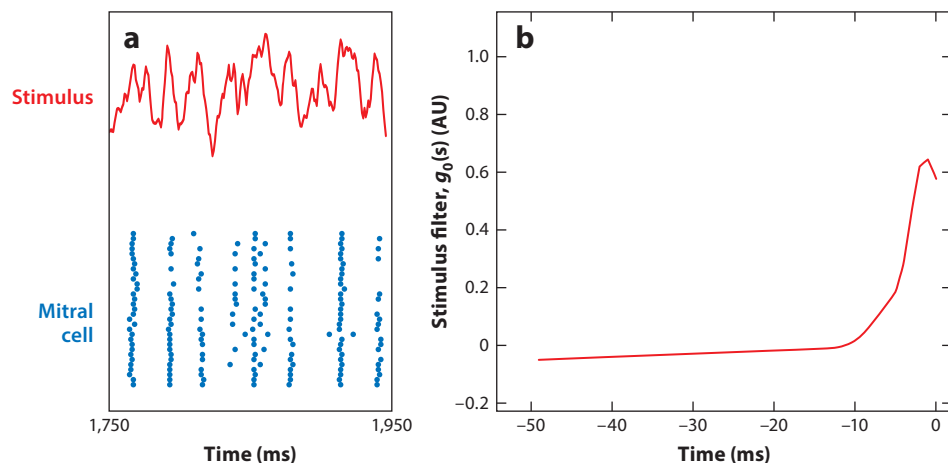 a
Stimulus
Mitral
cell
1,750
1,950
Time (ms)
b
Stimulus filter, g₀(s) (AU)
1.0
0.8
0.6
0.4
0.2
0
–0.2
–50
–40
–30
–20
–10
0
Time (ms)